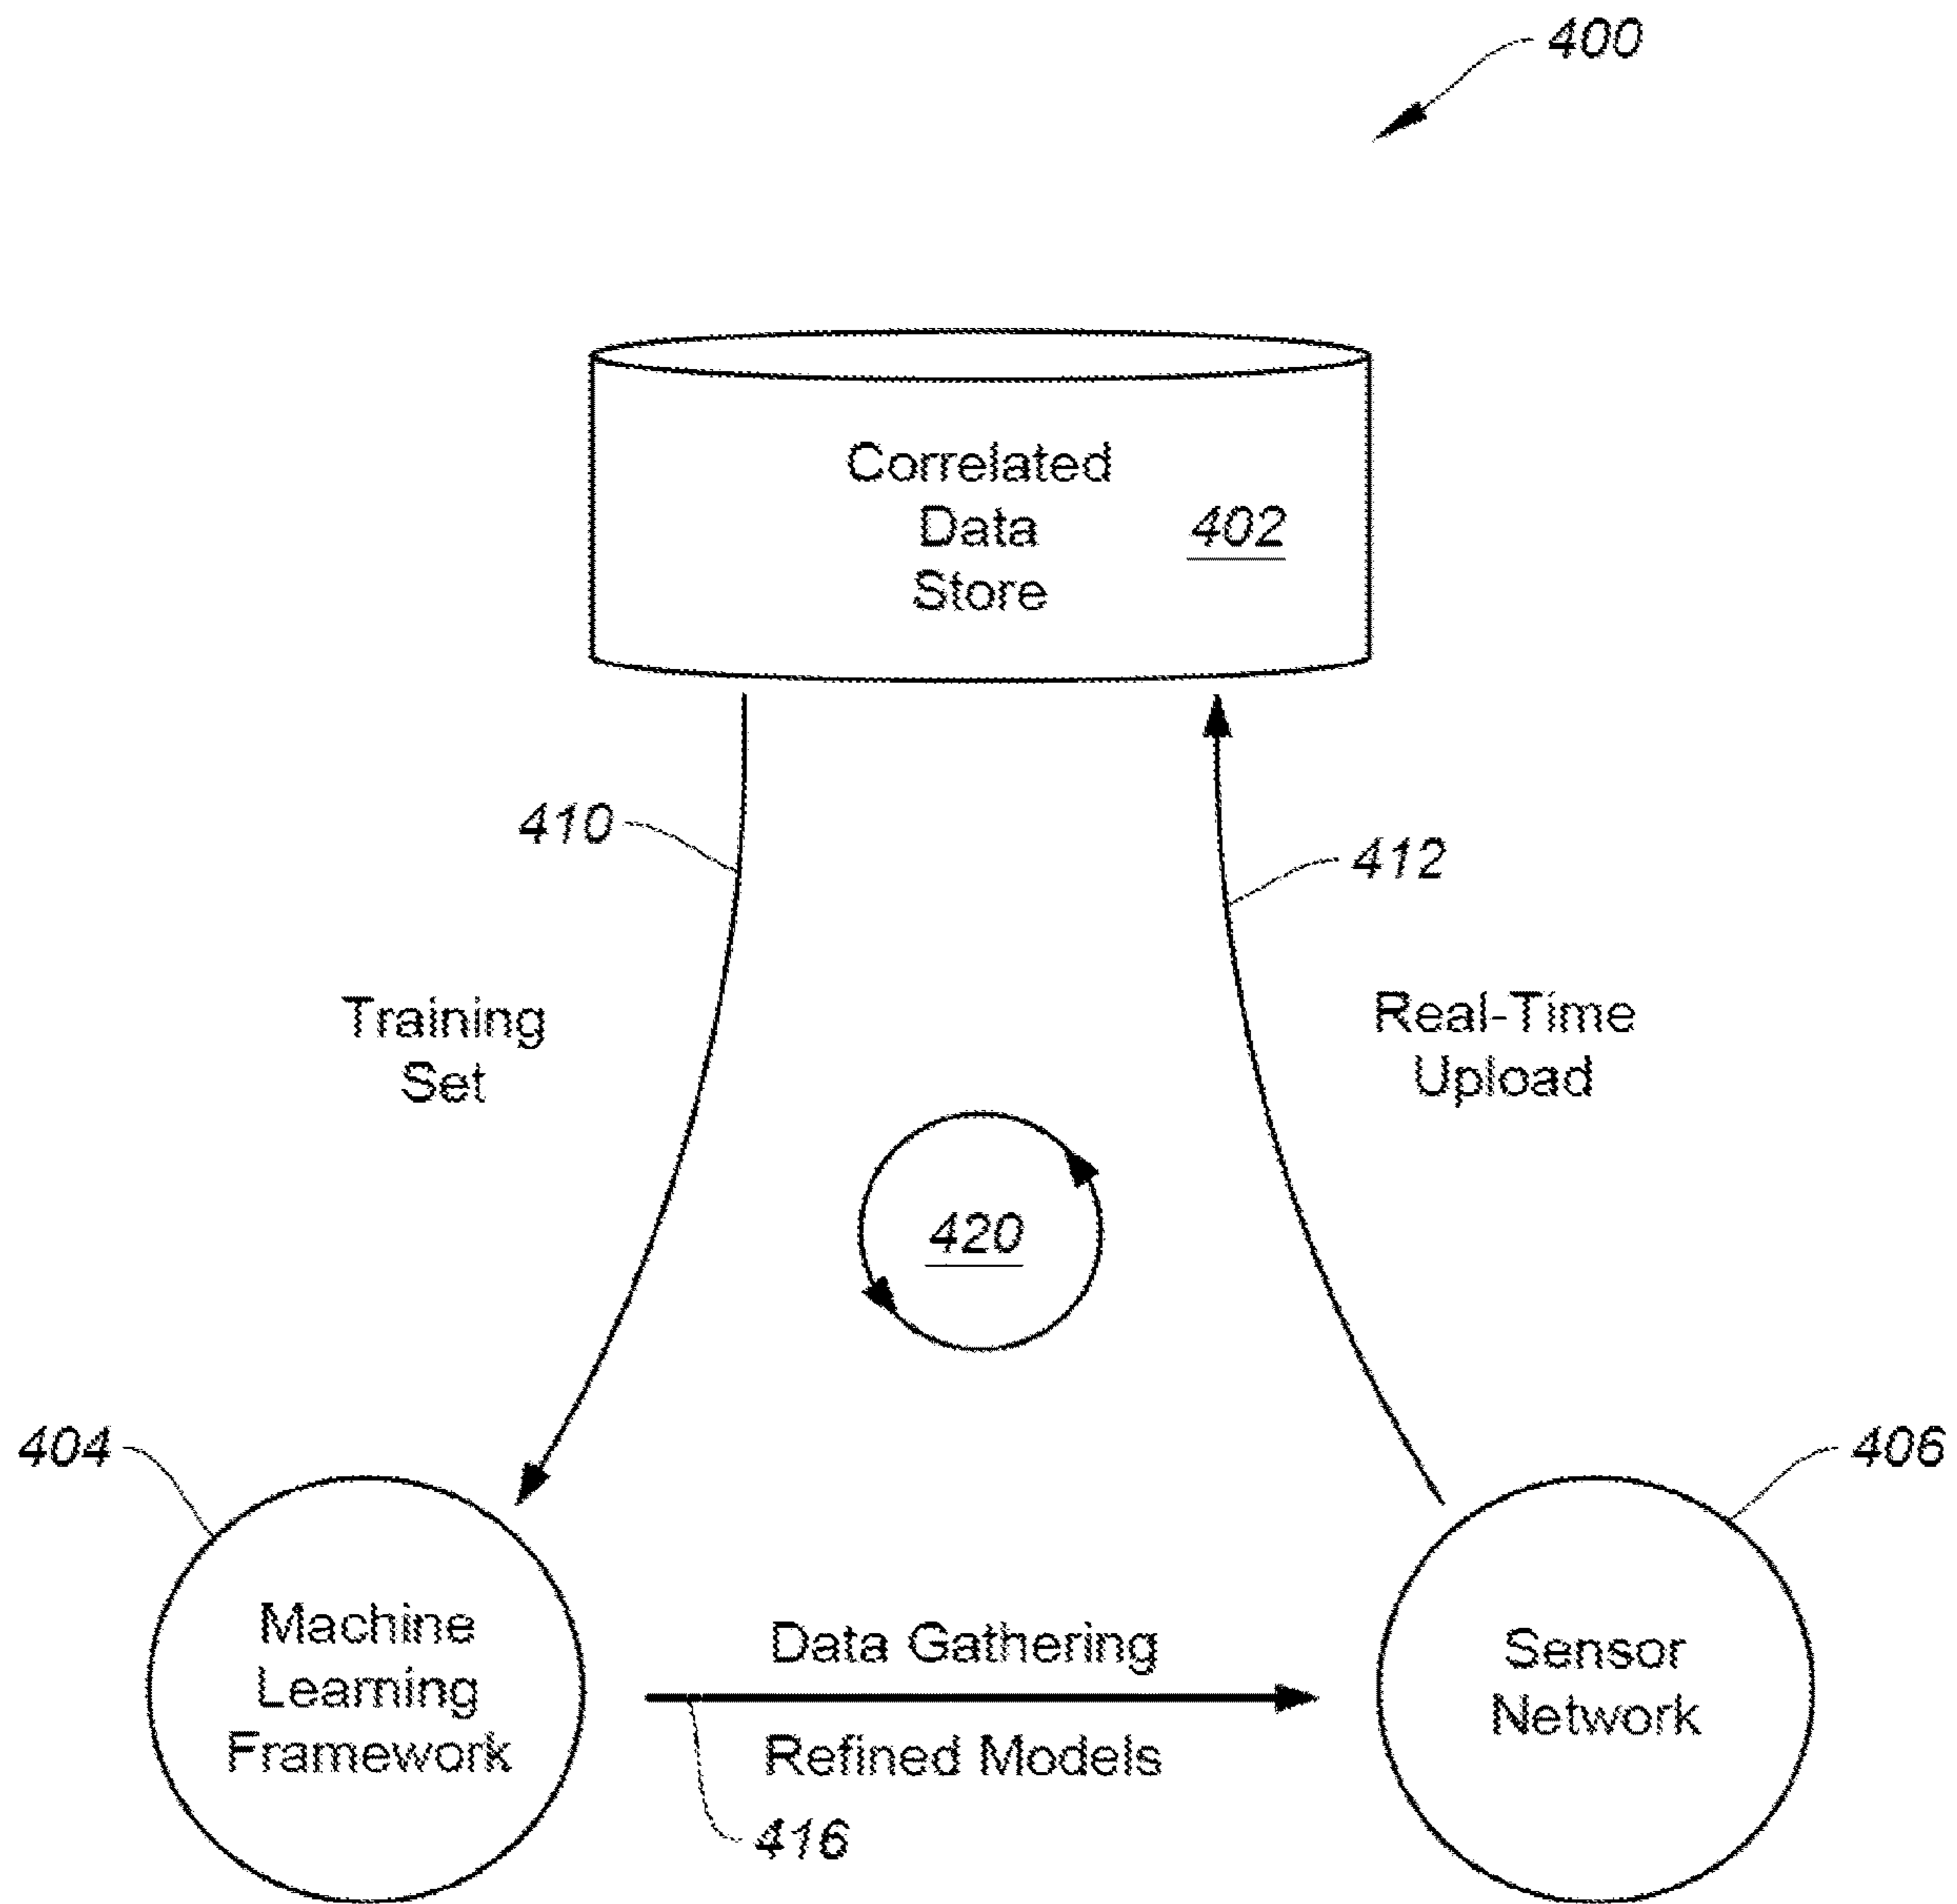 400
Correlated
Data
Store
402
410
412
Training
Set
Real-Time
Upload
420
404
406
Machine
Learning
Framework
Data Gathering
Refined Models
416
Sensor
Network